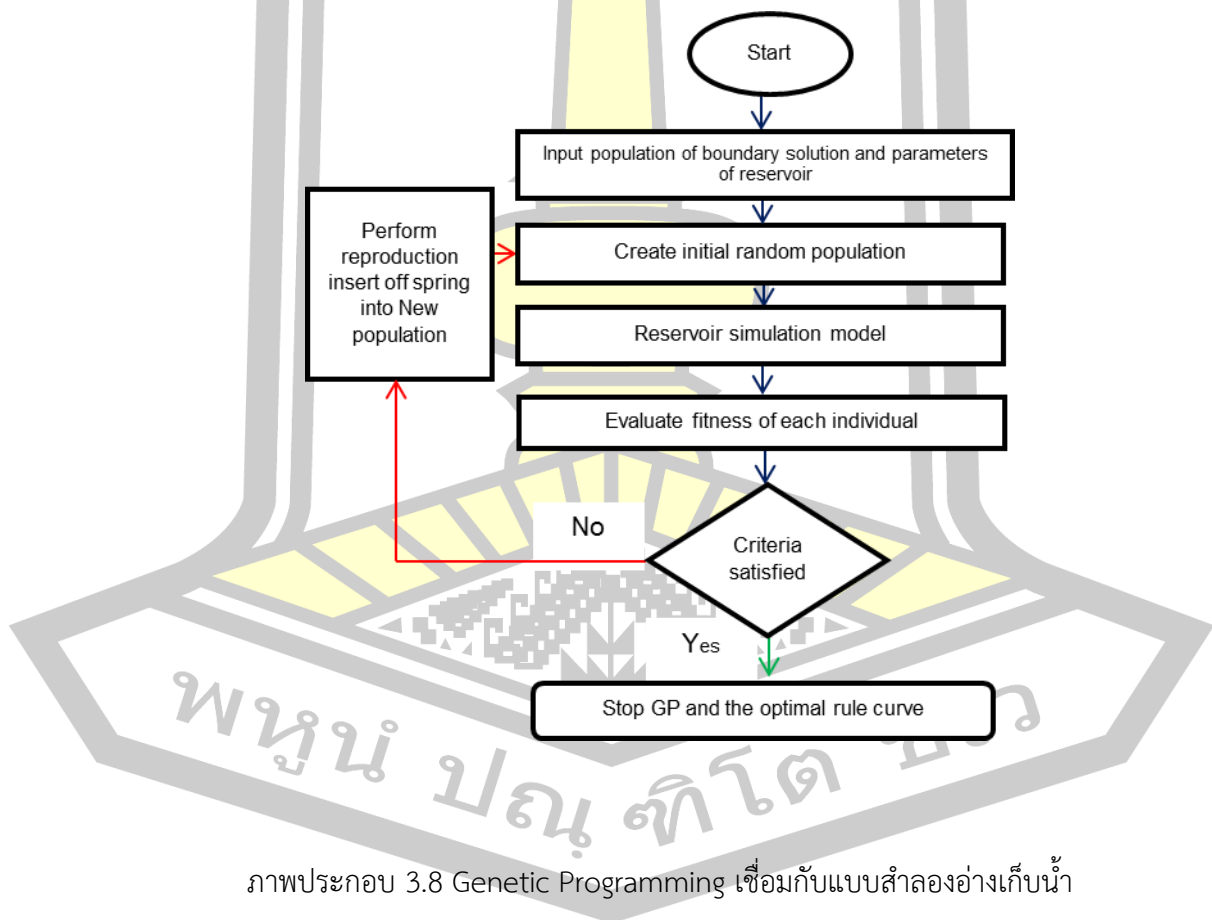 Start
Input population of boundary solution and parameters
of reservoir
Perform
reproduction
insert off spring
into New
population
Create initial random population
Reservoir simulation model
Evaluate fitness of each individual
No
Criteria
satisfied
Yes
Stop GP and the optimal rule curve
พหูนํ ปณฺฑิโต
ภาพประกอบ 3.8 Genetic Programming เชื่อมกับแบบสำลองอ่างเก็บน้ำ